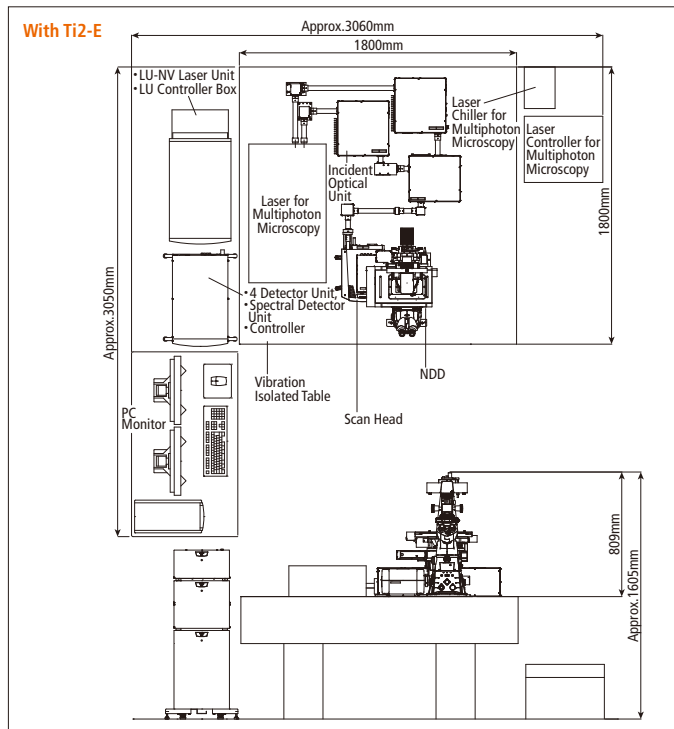 With Ti2-E
Approx.3060mm
1800mm
•LU-NV Laser Unit
•LU Controller Box
Laser
Chiller for
Multiphoton
Microscopy
Laser
Controller for
Multiphoton
Microscopy
Incident
Optical
Unit
Laser for
Multiphoton
Microscopy
1800mm
Approx.3050mm
•4 Detector Unit,
•Spectral Detector
Unit
•Controller
Vibration
Isolated Table
NDD
Scan Head
PC
Monitor
809mm
Approx.1605mm